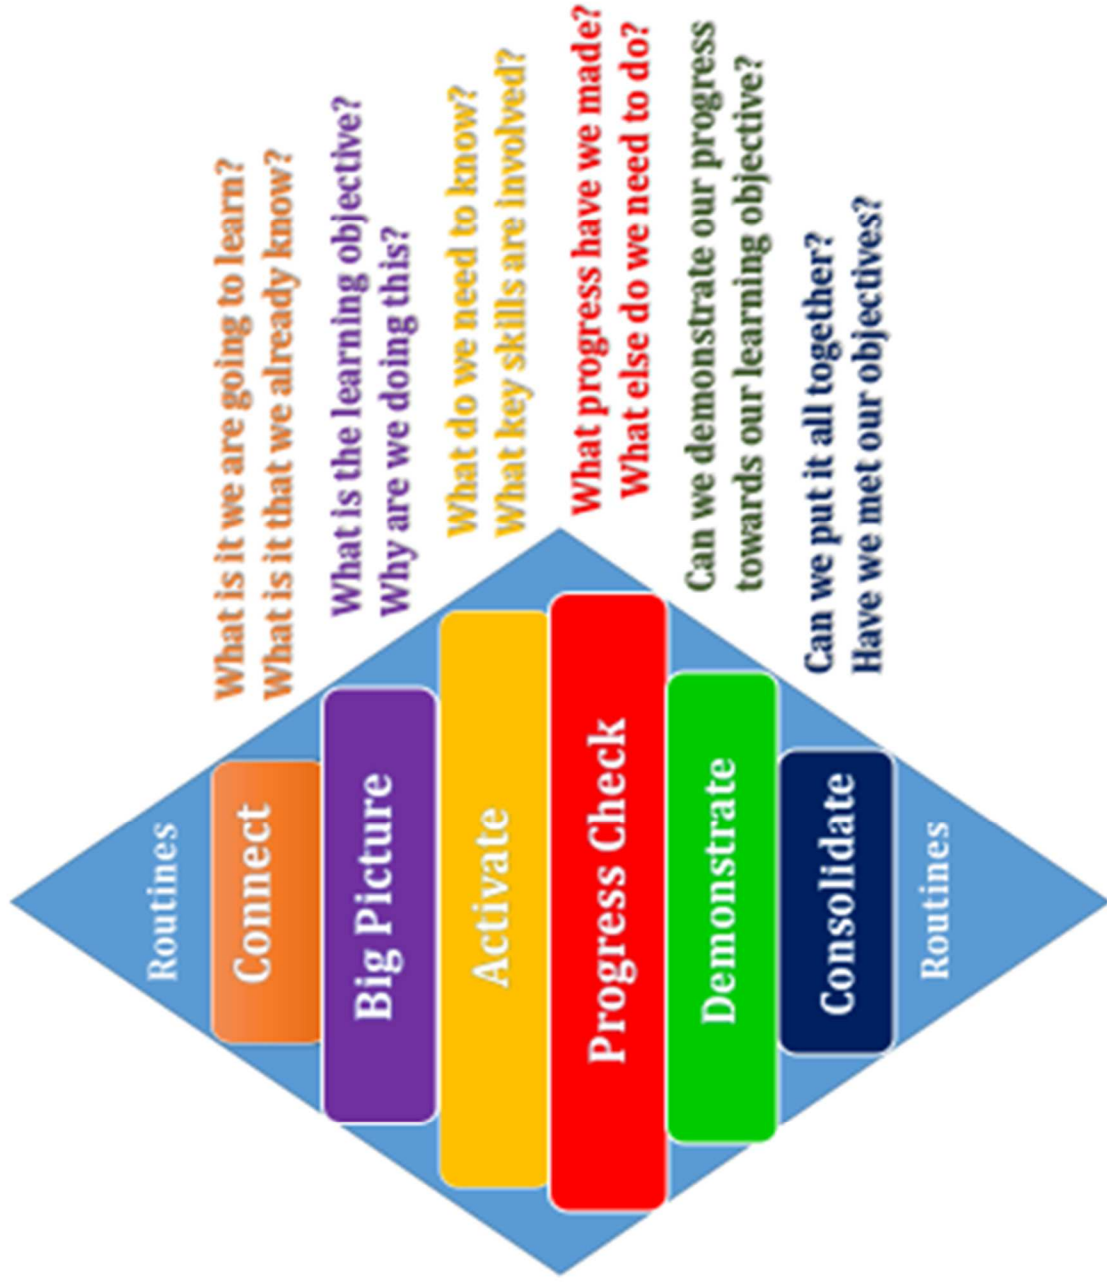 Routines
Connect
What is it we are going to learn?
What is it that we already know?
Big Picture
What is the learning objective?
Why are we doing this?
Activate
What do we need to know?
What key skills are involved?
Progress Check
What progress have we made?
What else do we need to do?
Demonstrate
Can we demonstrate our progress
towards our learning objective?
Consolidate
Can we put it all together?
Have we met our objectives?
Routines